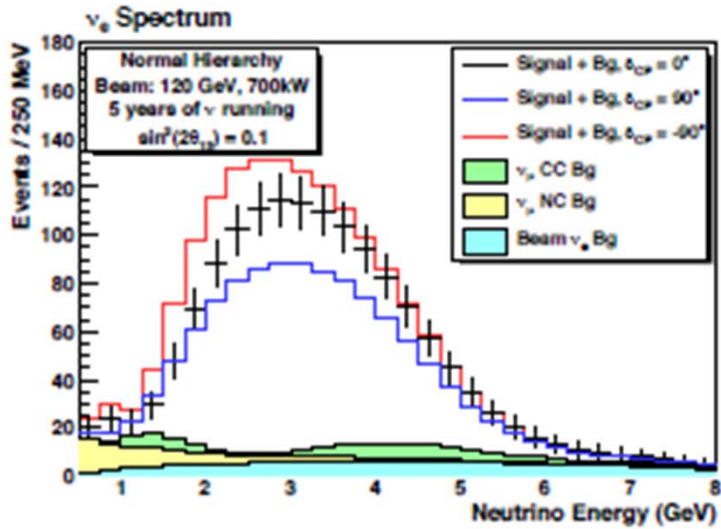 νe Spectrum
Normal Hierarchy
Beam: 120 GeV, 700kW
5 years of ν running
sin²(2θ₁₃) = 0.1
Signal + Bg, δCP = 0°
Signal + Bg, δCP = 90°
Signal + Bg, δCP = -90°
νμ CC Bg
νμ NC Bg
Beam νe Bg
Events / 250 MeV
180
160
140
120
100
80
60
40
20
0
1 2 3 4 5 6 7 8
Neutrino Energy (GeV)